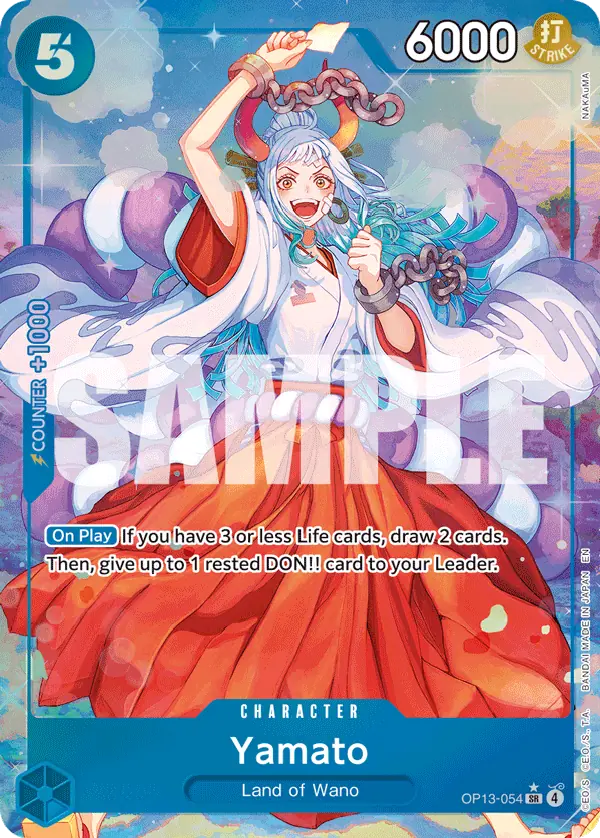 5
6000
打
STRIKE
NAKAuMA
COUNTER +1000
SAMPLE
On Play If you have 3 or less Life cards, draw 2 cards.
Then, give up to 1 rested DON!! card to your Leader.
CHARACTER
Yamato
Land of Wano
OP13-054 SR 4
©E.O/S. ©E.I.O/S., T.A. BANDAI MADE IN JAPAN EN